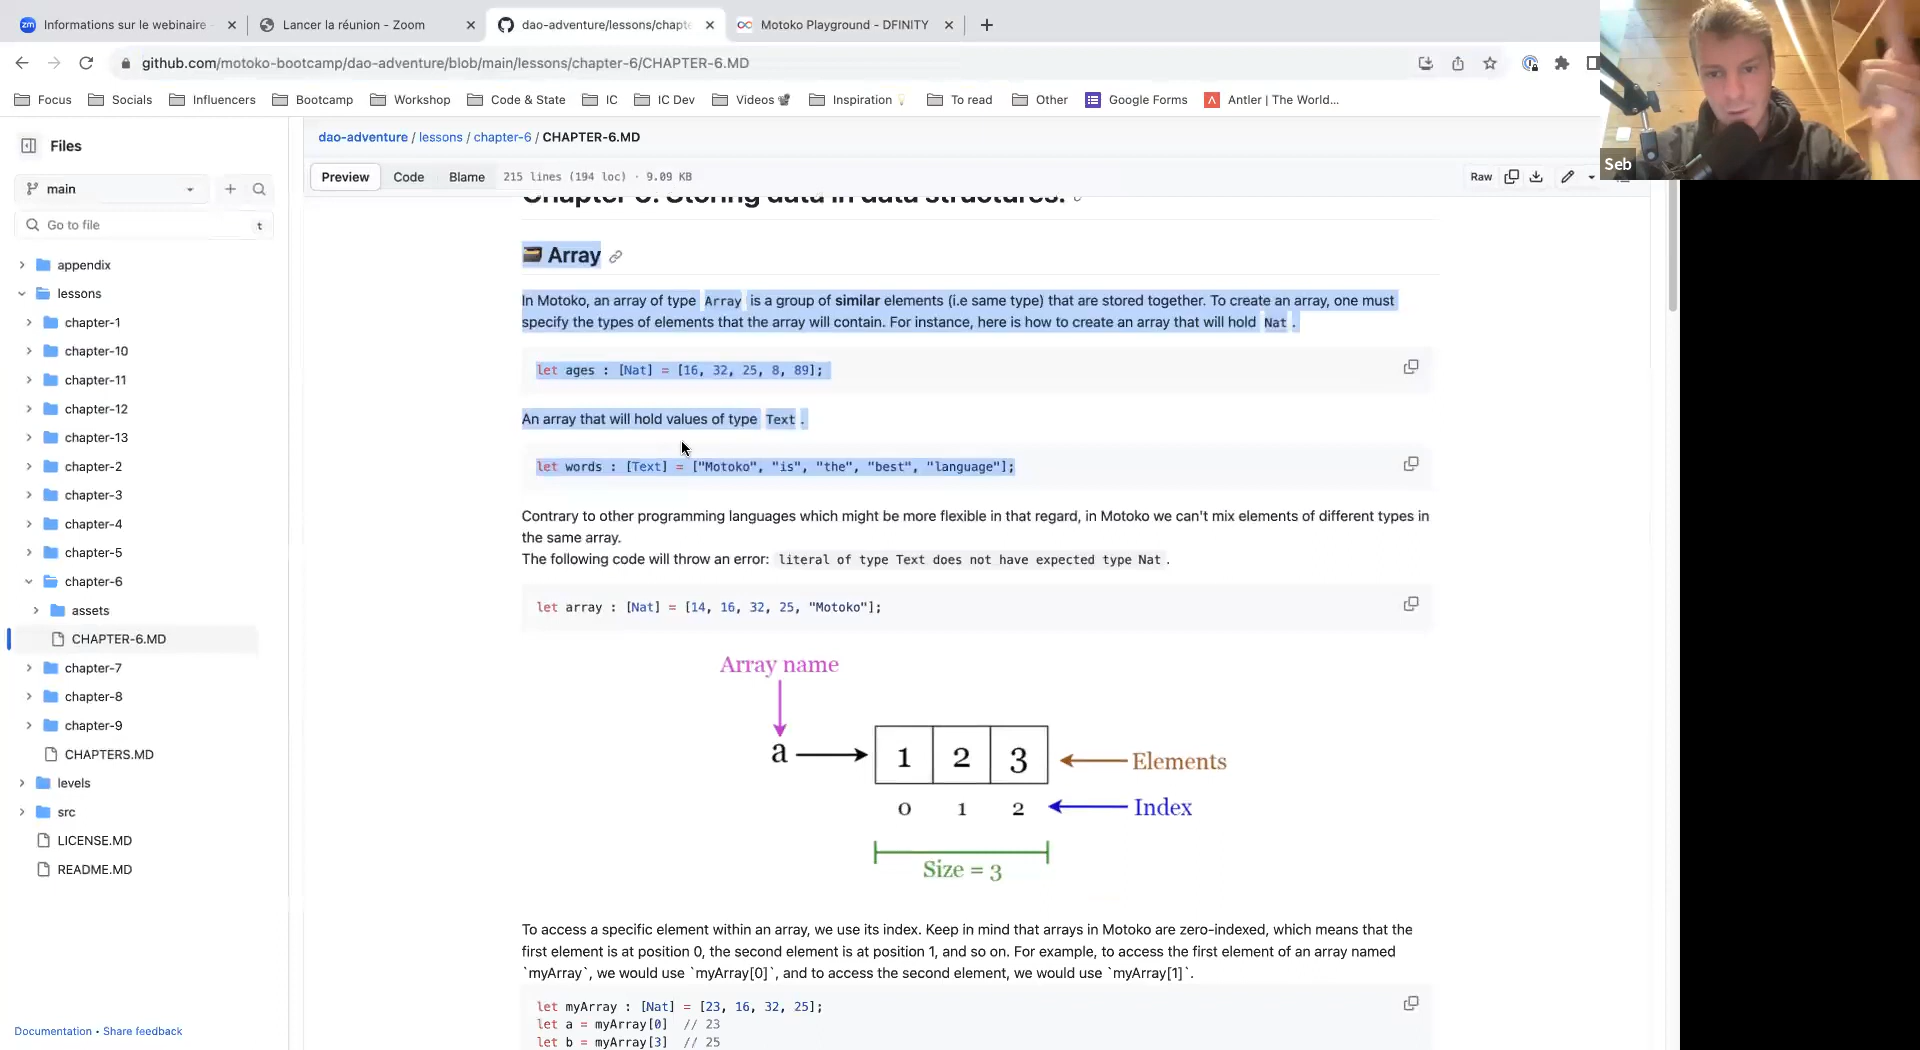 Informations sur le webinaire
Lancer la réunion - Zoom
dao-adventure/lessons/chapte
Motoko Playground - DFINITY
github.com/motoko-bootcamp/dao-adventure/blob/main/lessons/chapter-6/CHAPTER-6.MD
Focus
Socials
Influencers
Bootcamp
Workshop
Code & State
IC
IC Dev
Videos
Inspiration
To read
Other
Google Forms
Antler | The World...
Seb
Files
main
Go to file
t
appendix
lessons
chapter-1
chapter-10
chapter-11
chapter-12
chapter-13
chapter-2
chapter-3
chapter-4
chapter-5
chapter-6
assets
CHAPTER-6.MD
chapter-7
chapter-8
chapter-9
CHAPTERS.MD
levels
src
LICENSE.MD
README.MD
Documentation • Share feedback
dao-adventure / lessons / chapter-6 / CHAPTER-6.MD
Preview
Code
Blame
215 lines (194 loc) · 9.09 KB
Raw
Chapter 6: Storing data in data structures.
Array
In Motoko, an array of type Array is a group of similar elements (i.e same type) that are stored together. To create an array, one must
specify the types of elements that the array will contain. For instance, here is how to create an array that will hold Nat .
let ages : [Nat] = [16, 32, 25, 8, 89];
An array that will hold values of type Text .
let words : [Text] = ["Motoko", "is", "the", "best", "language"];
Contrary to other programming languages which might be more flexible in that regard, in Motoko we can't mix elements of different types in
the same array.
The following code will throw an error: literal of type Text does not have expected type Nat .
let array : [Nat] = [14, 16, 32, 25, "Motoko"];
Array name
a
1 2 3
Elements
0 1 2
Index
Size = 3
To access a specific element within an array, we use its index. Keep in mind that arrays in Motoko are zero-indexed, which means that the
first element is at position 0, the second element is at position 1, and so on. For example, to access the first element of an array named
`myArray`, we would use `myArray[0]`, and to access the second element, we would use `myArray[1]`.
let myArray : [Nat] = [23, 16, 32, 25];
let a = myArray[0] // 23
let b = myArray[3] // 25